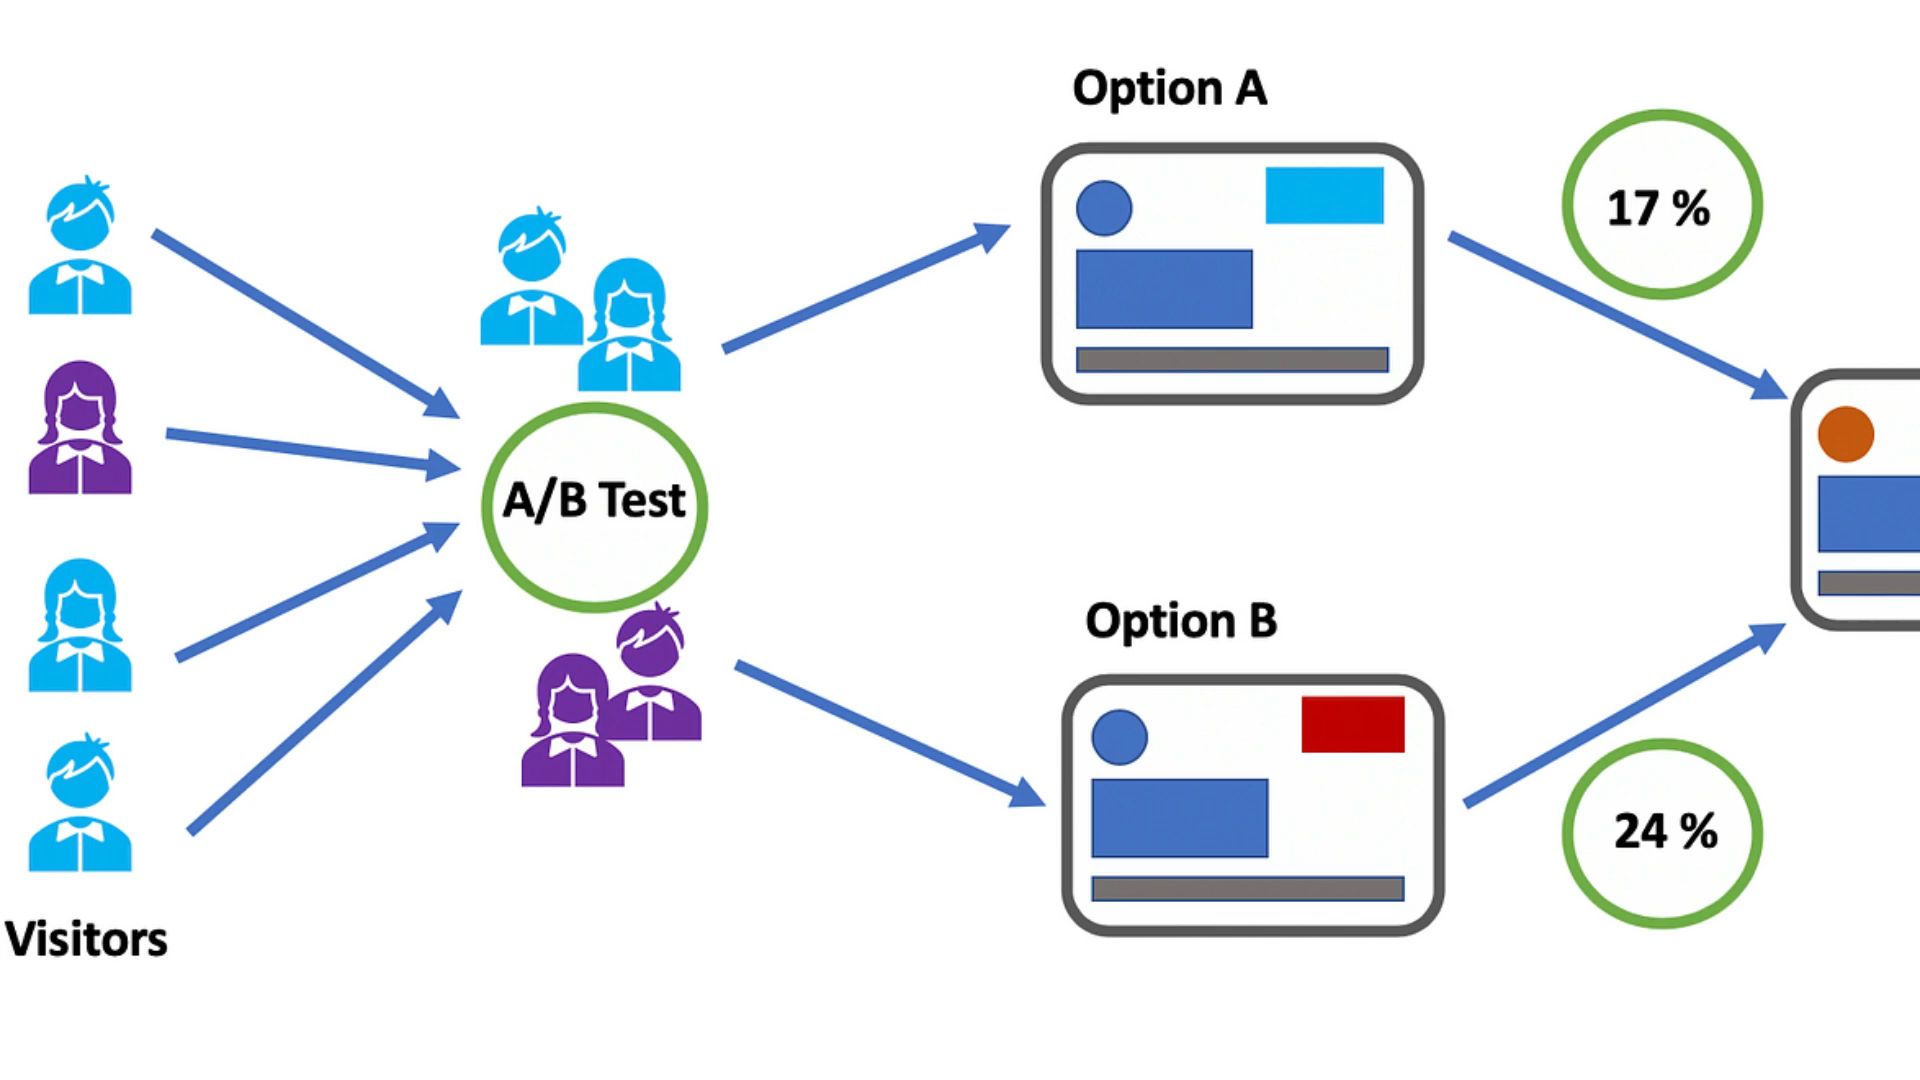 Option A
17 %
A/B Test
Option B
24 %
Visitors